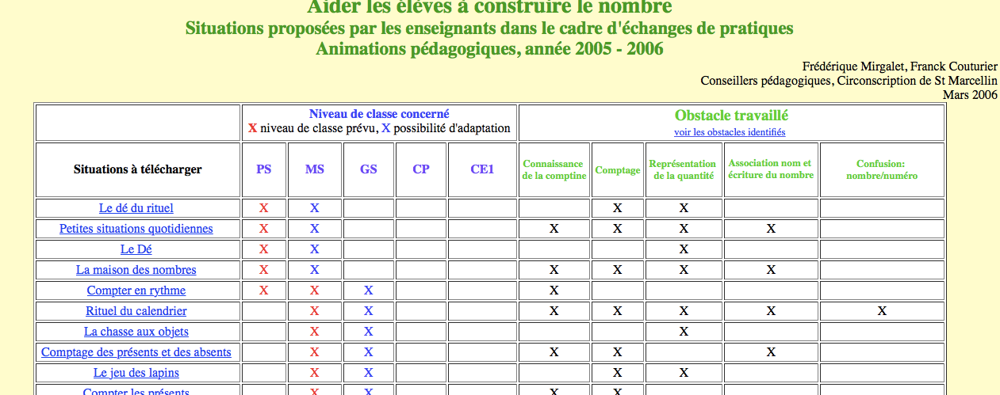 Aider les élèves à construire le nombre
Situations proposées par les enseignants dans le cadre d'échanges de pratiques
Animations pédagogiques, année 2005 - 2006
Frédérique Mirgalet, Franck Couturier
Conseillers pédagogiques, Circonscription de St Marcellin
Mars 2006
Niveau de classe concerné
X niveau de classe prévu, X possibilité d'adaptation
Obstacle travaillé
voir les obstacles identifiés
Situations à télécharger PS MS GS CP CE1 Connaissance de la comptine Comptage Représentation de la quantité Association nom et écriture du nombre Confusion: nombre/numéro
Le dé du rituel X X X X
Petites situations quotidiennes X X X X X X
Le Dé X X X
La maison des nombres X X X X X X
Compter en rythme X X X X
Rituel du calendrier X X X X X X X
La chasse aux objets X X X
Comptage des présents et des absents X X X X X
Le jeu des lapins X X X X
Compter les présents X X X X